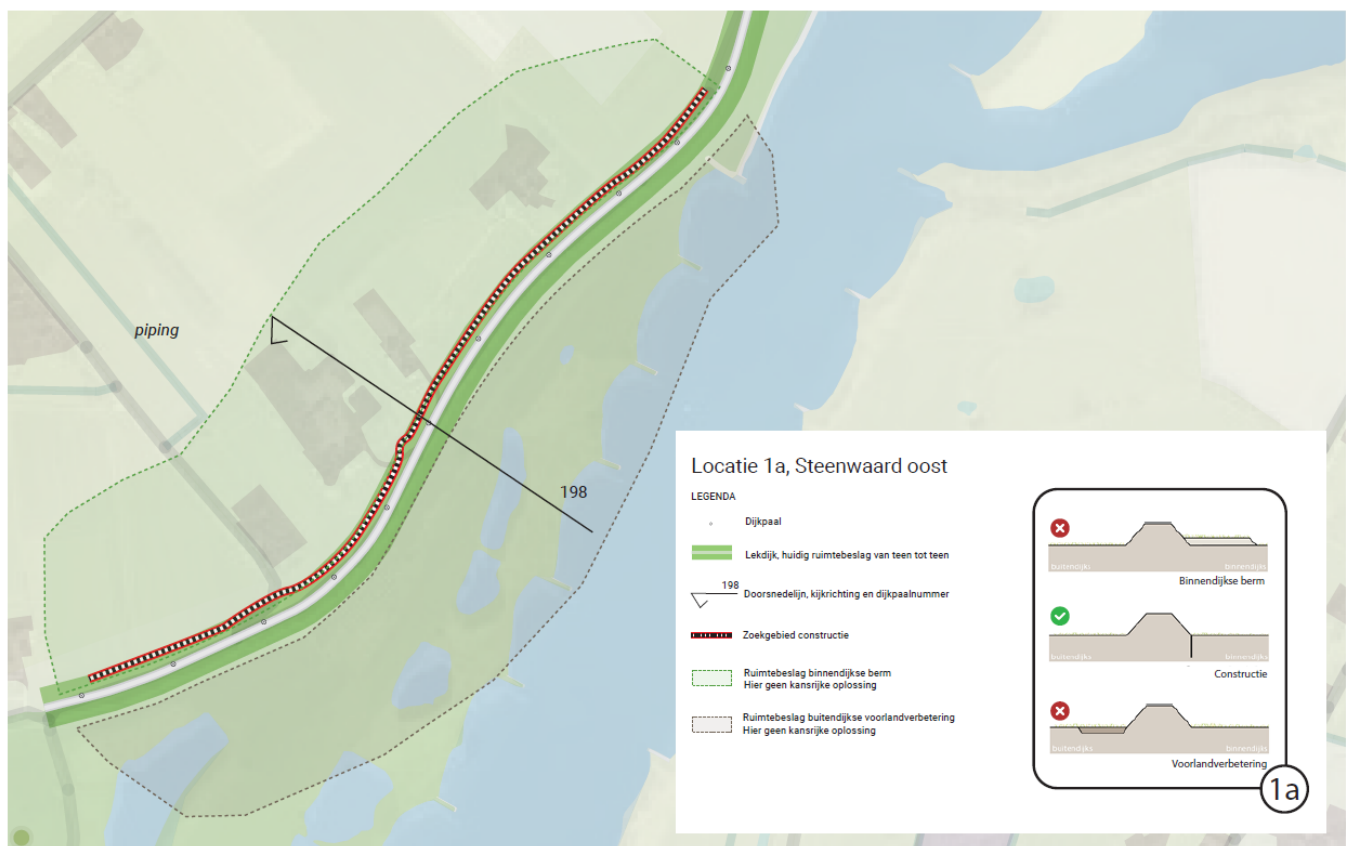 piping
198
Locatie 1a, Steenwaard oost
LEGENDA
Dijkpaal
Lekdijk, huidig ruimtebeslag van teen tot teen
198
Doorsnedelijn, kijkrichting en dijkpaalnummer
Zoekgebied constructie
Ruimtebeslag binnendijkse berm
Hier geen kansrijke oplossing
Ruimtebeslag buitendijkse voorlandverbetering
Hier geen kansrijke oplossing
buitendijks binnendijks
Binnendijkse berm
buitendijks binnendijks
Constructie
buitendijks binnendijks
Voorlandverbetering
1a